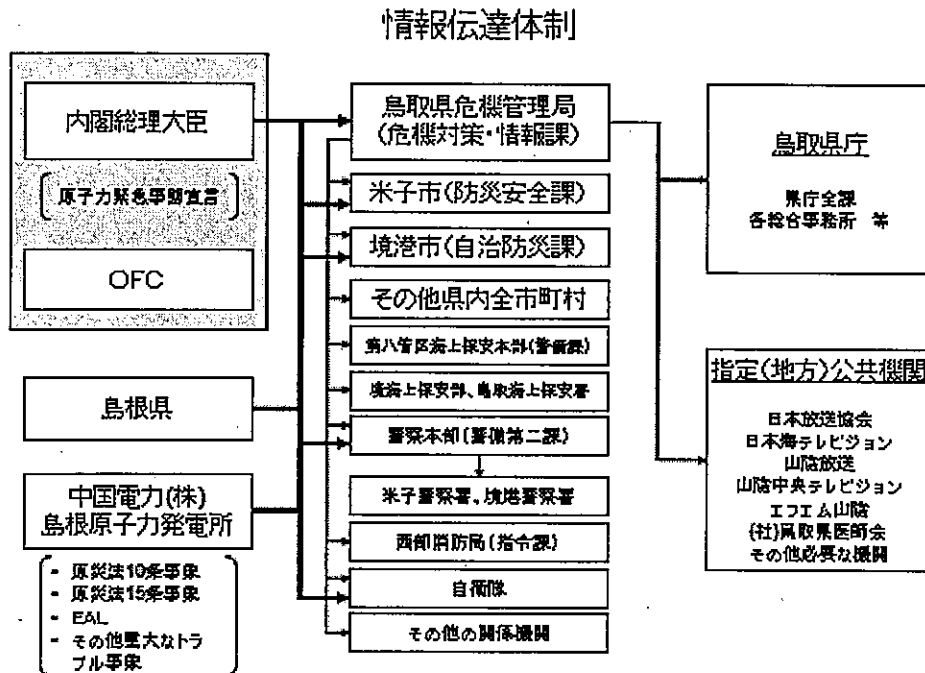 情報伝達体制
内閣総理大臣
[原子力緊急事態宣言]
OFC
島根県
中国電力(株)
島根原子力発電所
- 原災法10条事象
- 原災法15条事象
- EAL
- その他重大なトラ
ブル事象
鳥取県危機管理局
(危機対策・情報課)
米子市(防災安全課)
境港市(自治防災課)
その他県内全市町村
第八管区海上保安本部(警備課)
境海上保安部、鳥取海上保安署
警察本部(警備第二課)
米子警察署、境港警察署
西部消防局(指令課)
自衛隊
その他の関係機関
鳥取県庁
県庁全課
各総合事務所 等
指定(地方)公共機関
日本放送協会
日本海テレビジョン
山陰放送
山陰中央テレビジョン
エフエム山陰
(社)鳥取県医師会
その他必要な機関